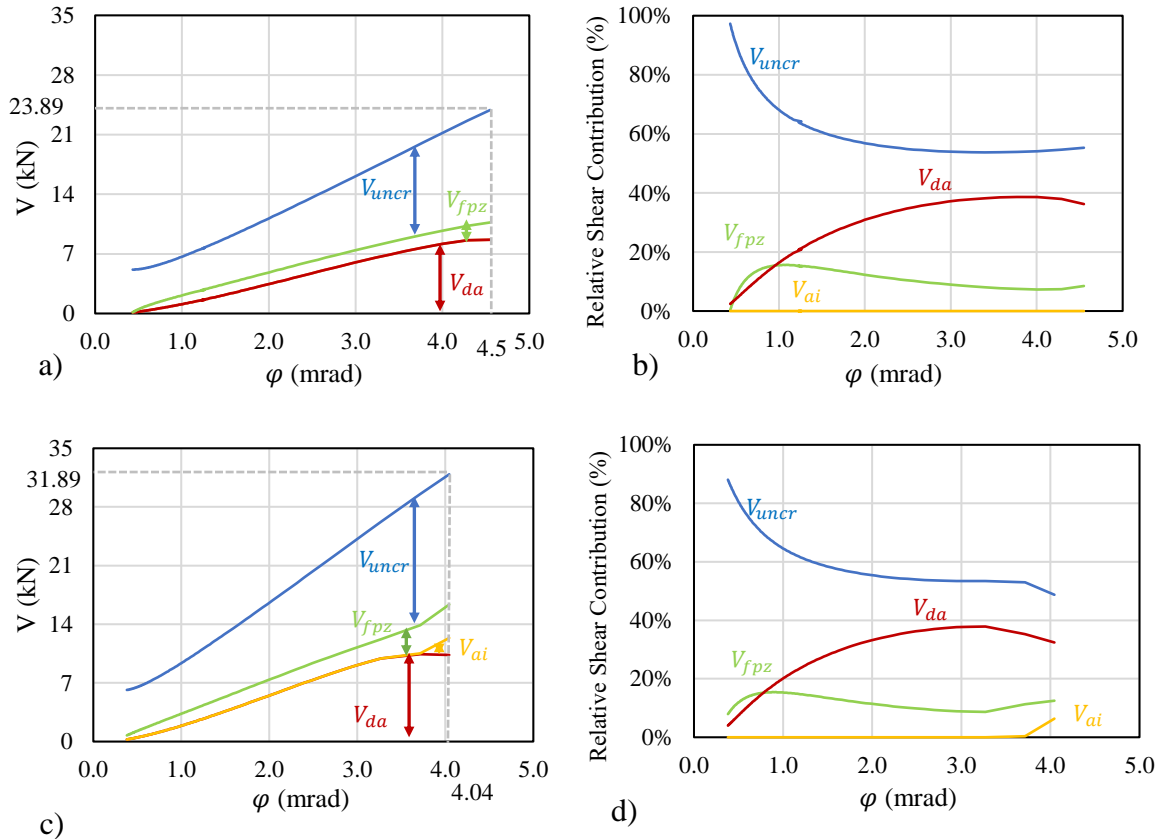 35
28
23.89
21
14
7
0
V (kN)
V_uncr
V_fpz
V_da
0.0 1.0 2.0 3.0 4.0 5.0
4.5
φ (mrad)
a)
100%
80%
60%
40%
20%
0%
Relative Shear Contribution (%)
V_uncr
V_da
V_fpz
V_ai
0.0 1.0 2.0 3.0 4.0 5.0
φ (mrad)
b)
35
31.89
28
21
14
7
0
V (kN)
V_uncr
V_fpz
V_ai
V_da
0.0 1.0 2.0 3.0 4.0 5.0
4.04
φ (mrad)
c)
100%
80%
60%
40%
20%
0%
Relative Shear Contribution (%)
V_uncr
V_da
V_fpz
V_ai
0.0 1.0 2.0 3.0 4.0 5.0
φ (mrad)
d)